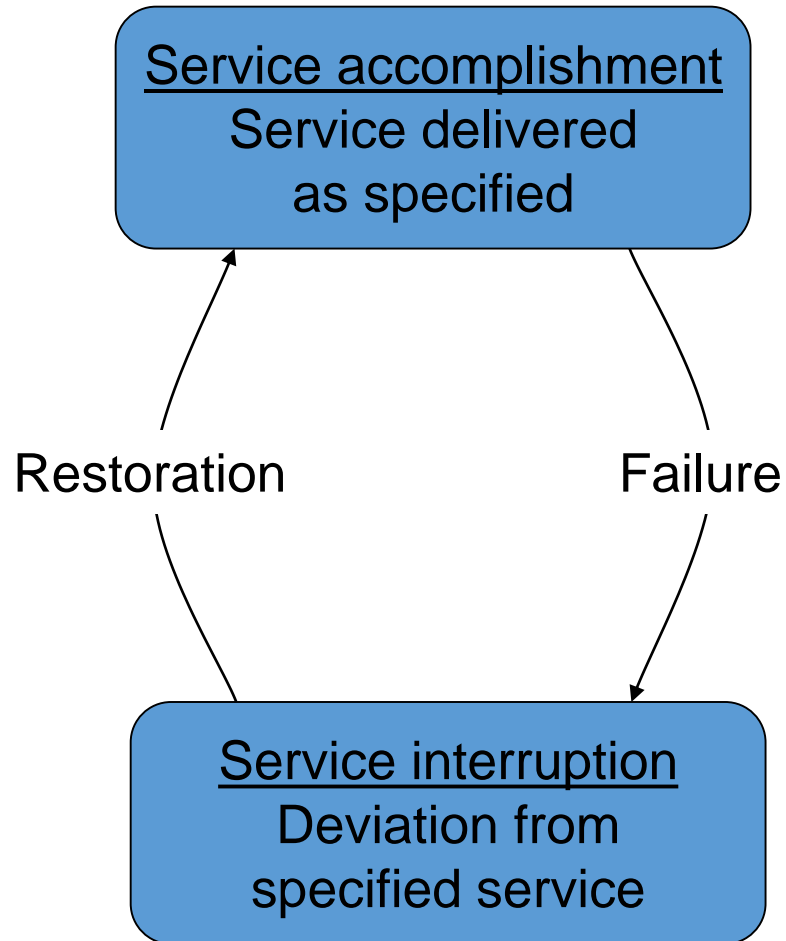 Service accomplishment
Service delivered
as specified
Restoration
Failure
Service interruption
Deviation from
specified service